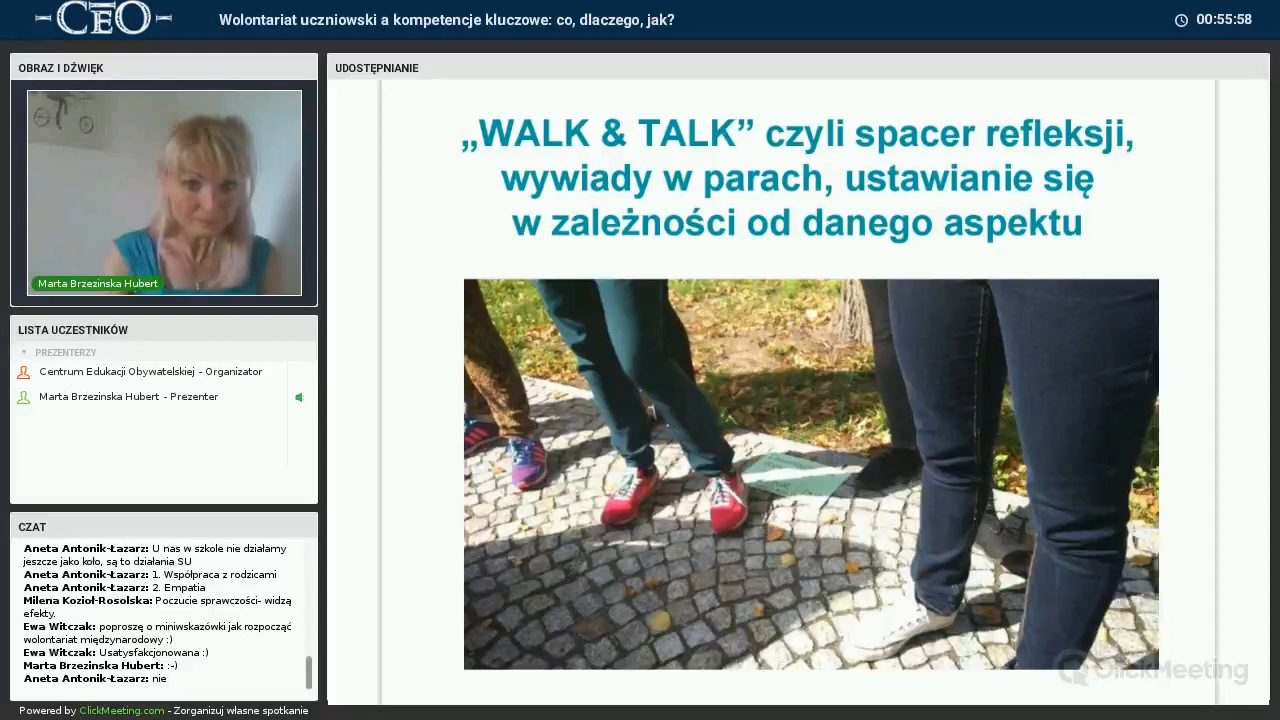 CEO
Wolontariat uczniowski a kompetencje kluczowe: co, dlaczego, jak?
00:55:58
OBRAZ I DŹWIĘK
Marta Brzezinska Hubert
LISTA UCZESTNIKÓW
PREZENTERZY
Centrum Edukacji Obywatelskiej - Organizator
Marta Brzezinska Hubert - Prezenter
CZAT
Aneta Antonik-Łazarz: U nas w szkole nie działamy
jeszcze jako koło, są to działania SU
Aneta Antonik-Łazarz: 1. Współpraca z rodzicami
Aneta Antonik-Łazarz: 2. Empatia
Milena Kozioł-Rosolska: Poczucie sprawczości- widzą
efekty.
Ewa Witczak: poproszę o miniwskazówki jak rozpocząć
wolontariat międzynarodowy :)
Ewa Witczak: Usatysfakcjonowana :)
Marta Brzezinska Hubert: :-)
Aneta Antonik-Łazarz: nie
Powered by ClickMeeting.com - Zorganizuj własne spotkanie
UDOSTĘPNIANIE
„WALK & TALK” czyli spacer refleksji,
wywiady w parach, ustawianie się
w zależności od danego aspektu
ClickMeeting